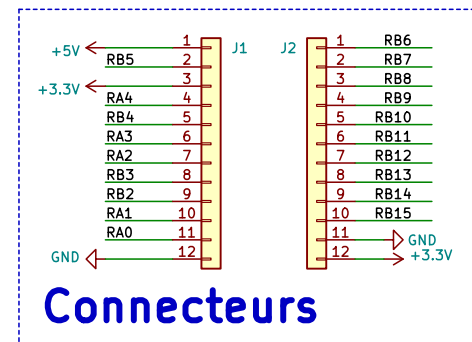 J1
+5V 1
RB5 2
+3.3V 3
RA4 4
RB4 5
RA3 6
RA2 7
RB3 8
RB2 9
RA1 10
RA0 11
GND 12
J2
1 RB6
2 RB7
3 RB8
4 RB9
5 RB10
6 RB11
7 RB12
8 RB13
9 RB14
10 RB15
11 GND
12 +3.3V
Connecteurs